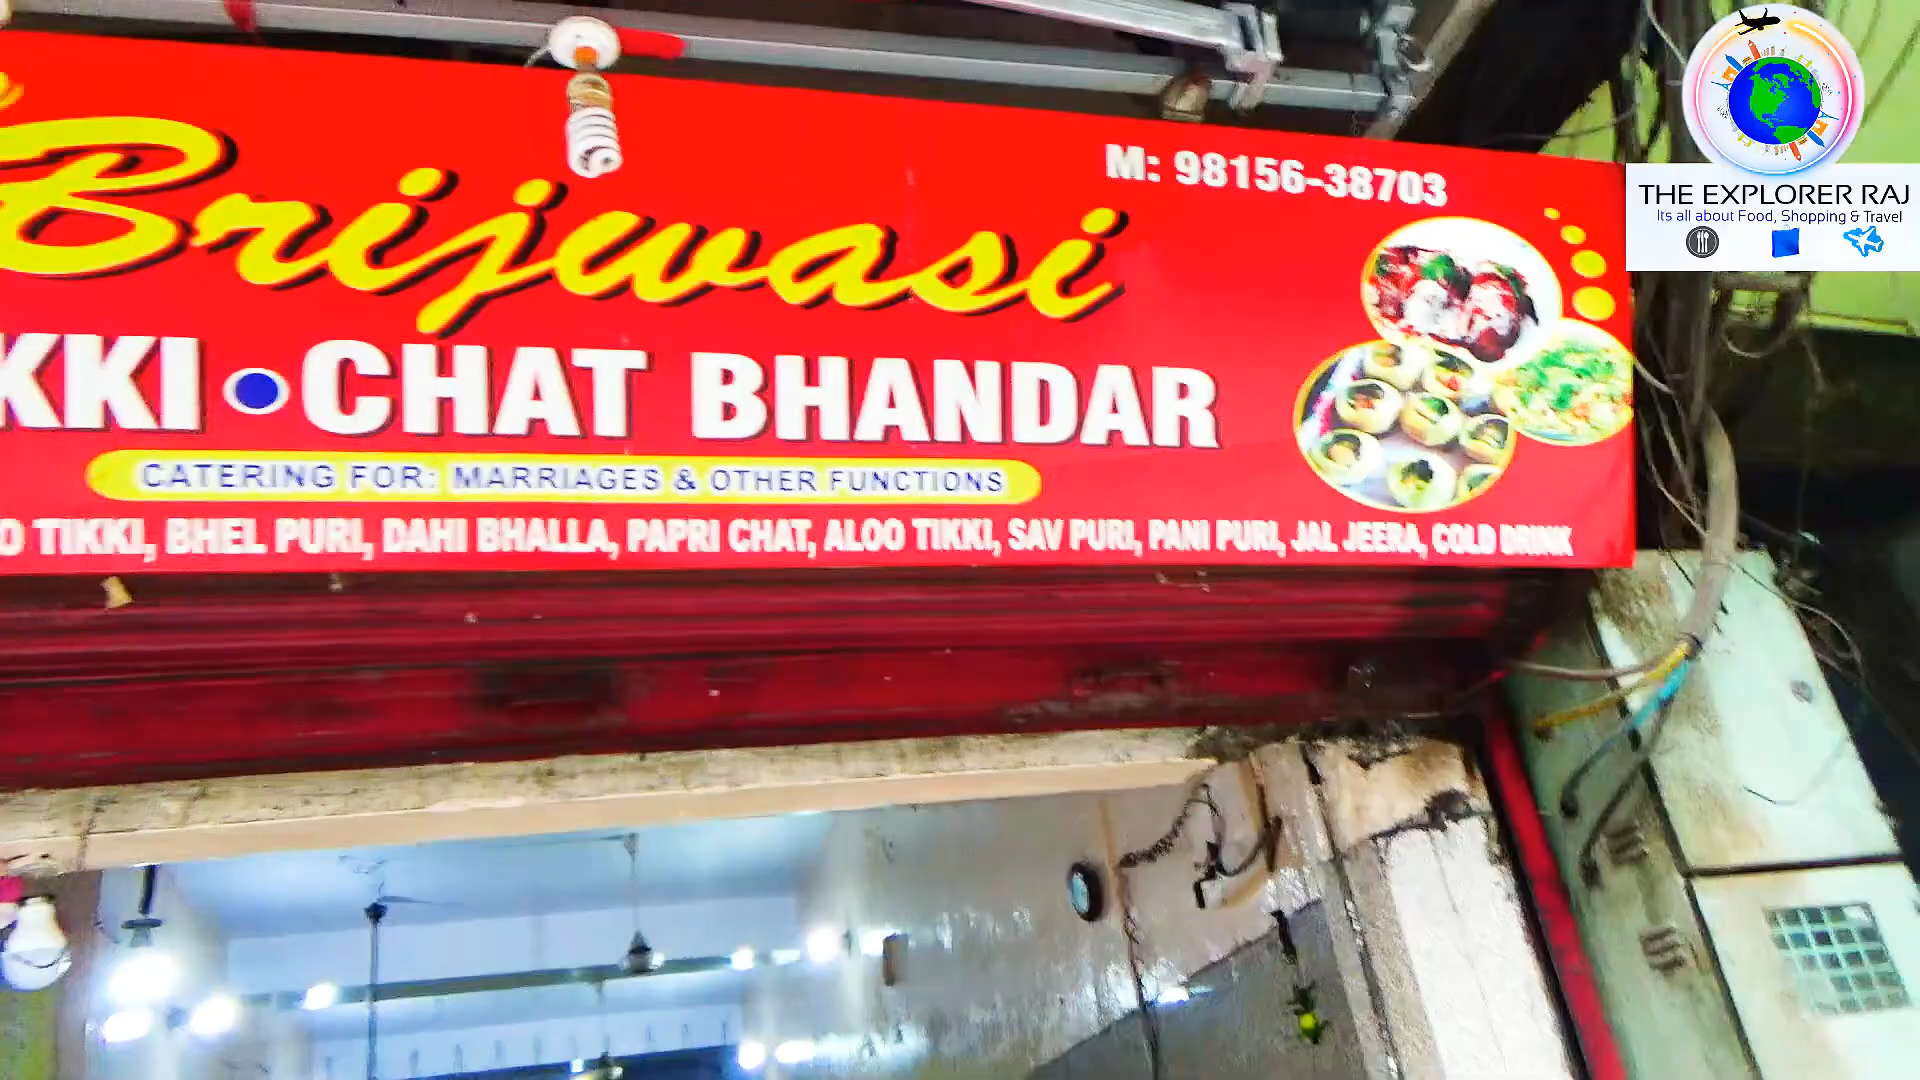 Brijwasi
M: 98156-38703
KKI • CHAT BHANDAR
CATERING FOR: MARRIAGES & OTHER FUNCTIONS
O TIKKI, BHEL PURI, DAHI BHALLA, PAPRI CHAT, ALOO TIKKI, SAV PURI, PANI PURI, JAL JEERA, COLD DRINK
THE EXPLORER RAJ
Its all about Food, Shopping & Travel